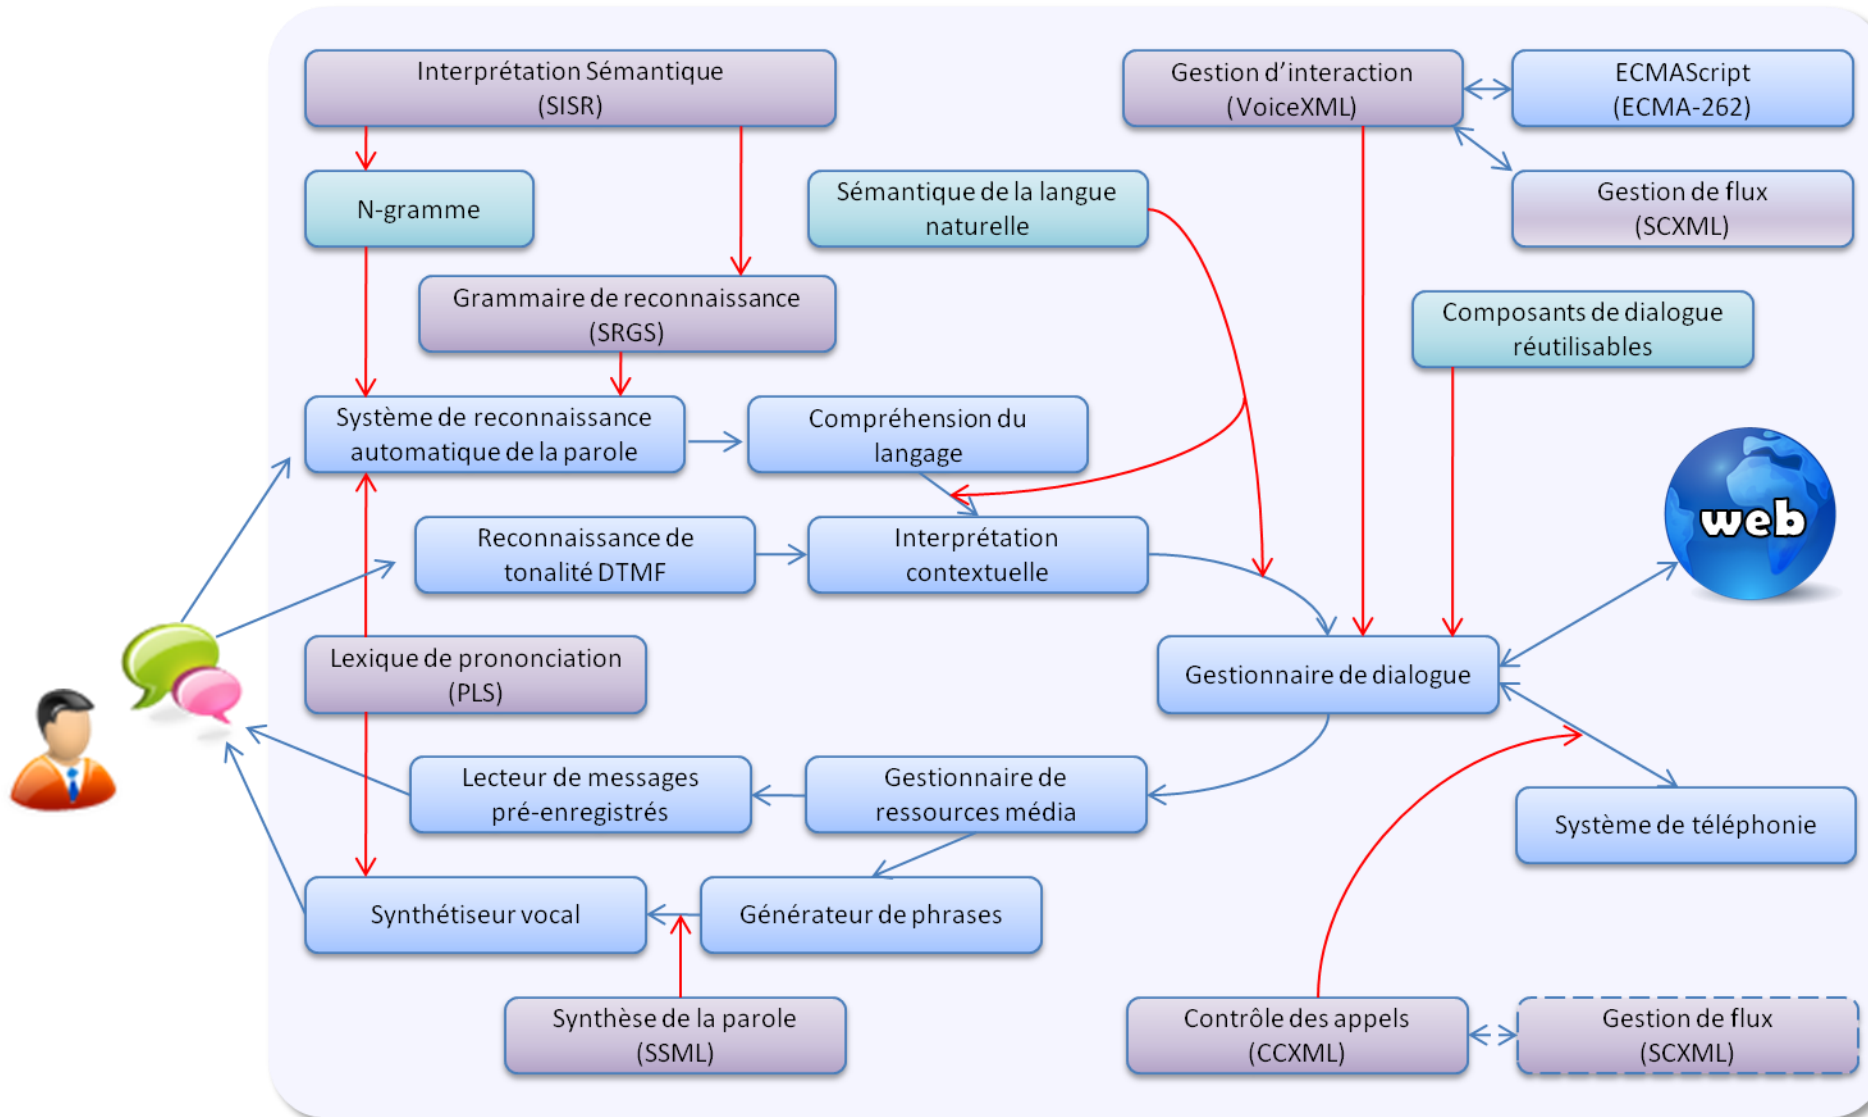 Interprétation Sémantique
(SISR)
Gestion d’interaction
(VoiceXML)
ECMAScript
(ECMA-262)
N-gramme
Sémantique de la langue
naturelle
Gestion de flux
(SCXML)
Grammaire de reconnaissance
(SRGS)
Composants de dialogue
réutilisables
Système de reconnaissance
automatique de la parole
Compréhension du
langage
web
Reconnaissance de
tonalité DTMF
Interprétation
contextuelle
Lexique de prononciation
(PLS)
Gestionnaire de dialogue
Lecteur de messages
pré-enregistrés
Gestionnaire de
ressources média
Système de téléphonie
Synthétiseur vocal
Générateur de phrases
Synthèse de la parole
(SSML)
Contrôle des appels
(CCXML)
Gestion de flux
(SCXML)